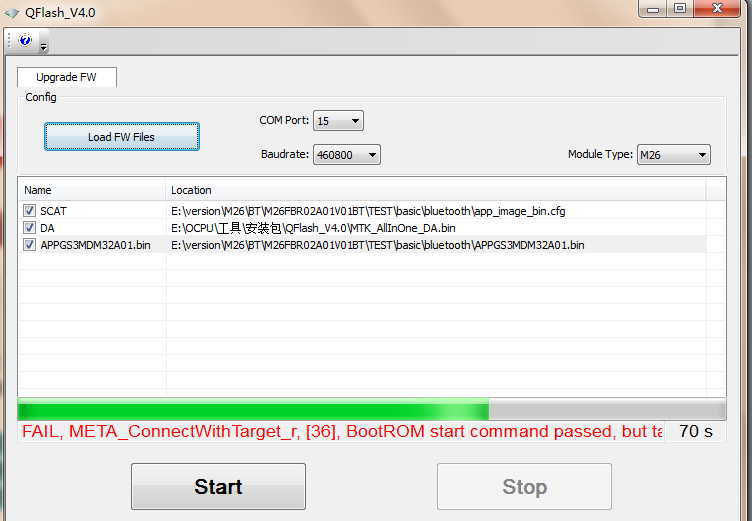 QFlash_V4.0
Upgrade FW
Config
Load FW Files
COM Port: 15
Baudrate: 460800
Module Type: M26
Name Location
SCAT E:\version\M26\BT\M26FBR02A01V01BT\TEST\basic\bluetooth\app_image_bin.cfg
DA E:\OCPU\工具\安装包\QFlash_V4.0\MTK_AllInOne_DA.bin
APPGS3MDM32A01.bin E:\version\M26\BT\M26FBR02A01V01BT\TEST\basic\bluetooth\APPGS3MDM32A01.bin
FAIL, META_ConnectWithTarget_r, [36], BootROM start command passed, but ta 70 s
Start Stop